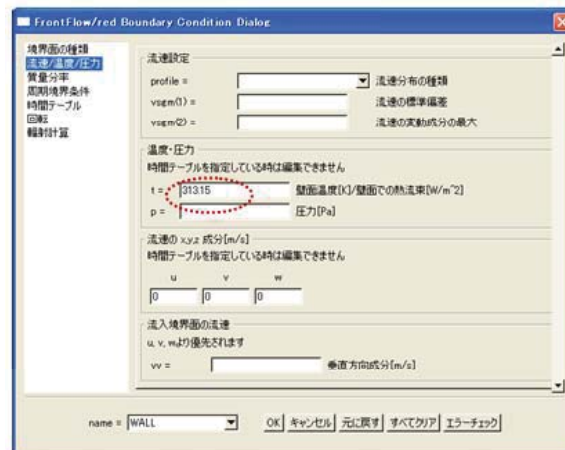 FrontFlow/red Boundary Condition Dialog
境界面の種類
流速/温度/圧力
質量分率
周期境界条件
時間テーブル
回転
輻射計算
流速設定
profile = 流速分布の種類
vsgm(1) = 流速の標準偏差
vsgm(2) = 流速の変動成分の最大
温度・圧力
時間テーブルを指定している時は編集できません
t = 313.15 壁面温度[K]/壁面での熱流束[W/m^2]
p = 圧力[Pa]
流速の x,y,z 成分[m/s]
時間テーブルを指定している時は編集できません
u v w
0 0 0
流入境界面の流速
u, v, wより優先されます
vv = 垂直方向成分[m/s]
name = WALL OK キャンセル 元に戻す すべてクリア エラーチェック